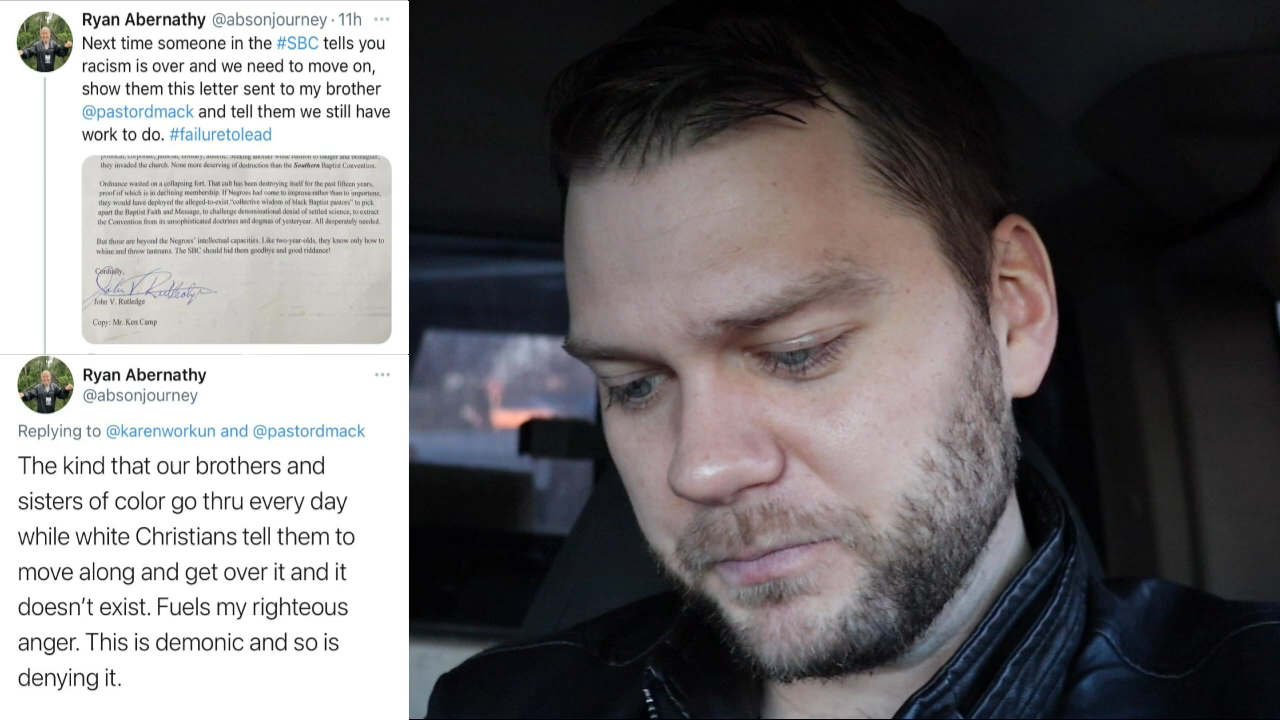 Ryan Abernathy @absonjourney · 11h
Next time someone in the #SBC tells you
racism is over and we need to move on,
show them this letter sent to my brother
@pastordmack and tell them we still have
work to do. #failuretolead
they invaded the church. None more deserving of destruction than the Southern Baptist Convention.
Ordnance wasted on a collapsing fort. That cult has been destroying itself for the past fifteen years,
proof of which is in declining membership. If Negroes had come to improve rather than to importune,
they would have deployed the alleged-to-exist "collective wisdom of black Baptist pastors" to pick
apart the Baptist Faith and Message, to challenge denominational denial of settled science, to extract
the Convention from its unsophisticated doctrines and dogmas of yesteryear. All desperately needed.
But those are beyond the Negroes' intellectual capacities. Like two-year-olds, they know only how to
whine and throw tantrums. The SBC should bid them goodbye and good riddance!
Cordially,
John V. Rutledge
John V. Rutledge
Copy: Mr. Ken Camp
Ryan Abernathy
@absonjourney
Replying to @karenworkun and @pastordmack
The kind that our brothers and
sisters of color go thru every day
while white Christians tell them to
move along and get over it and it
doesn't exist. Fuels my righteous
anger. This is demonic and so is
denying it.